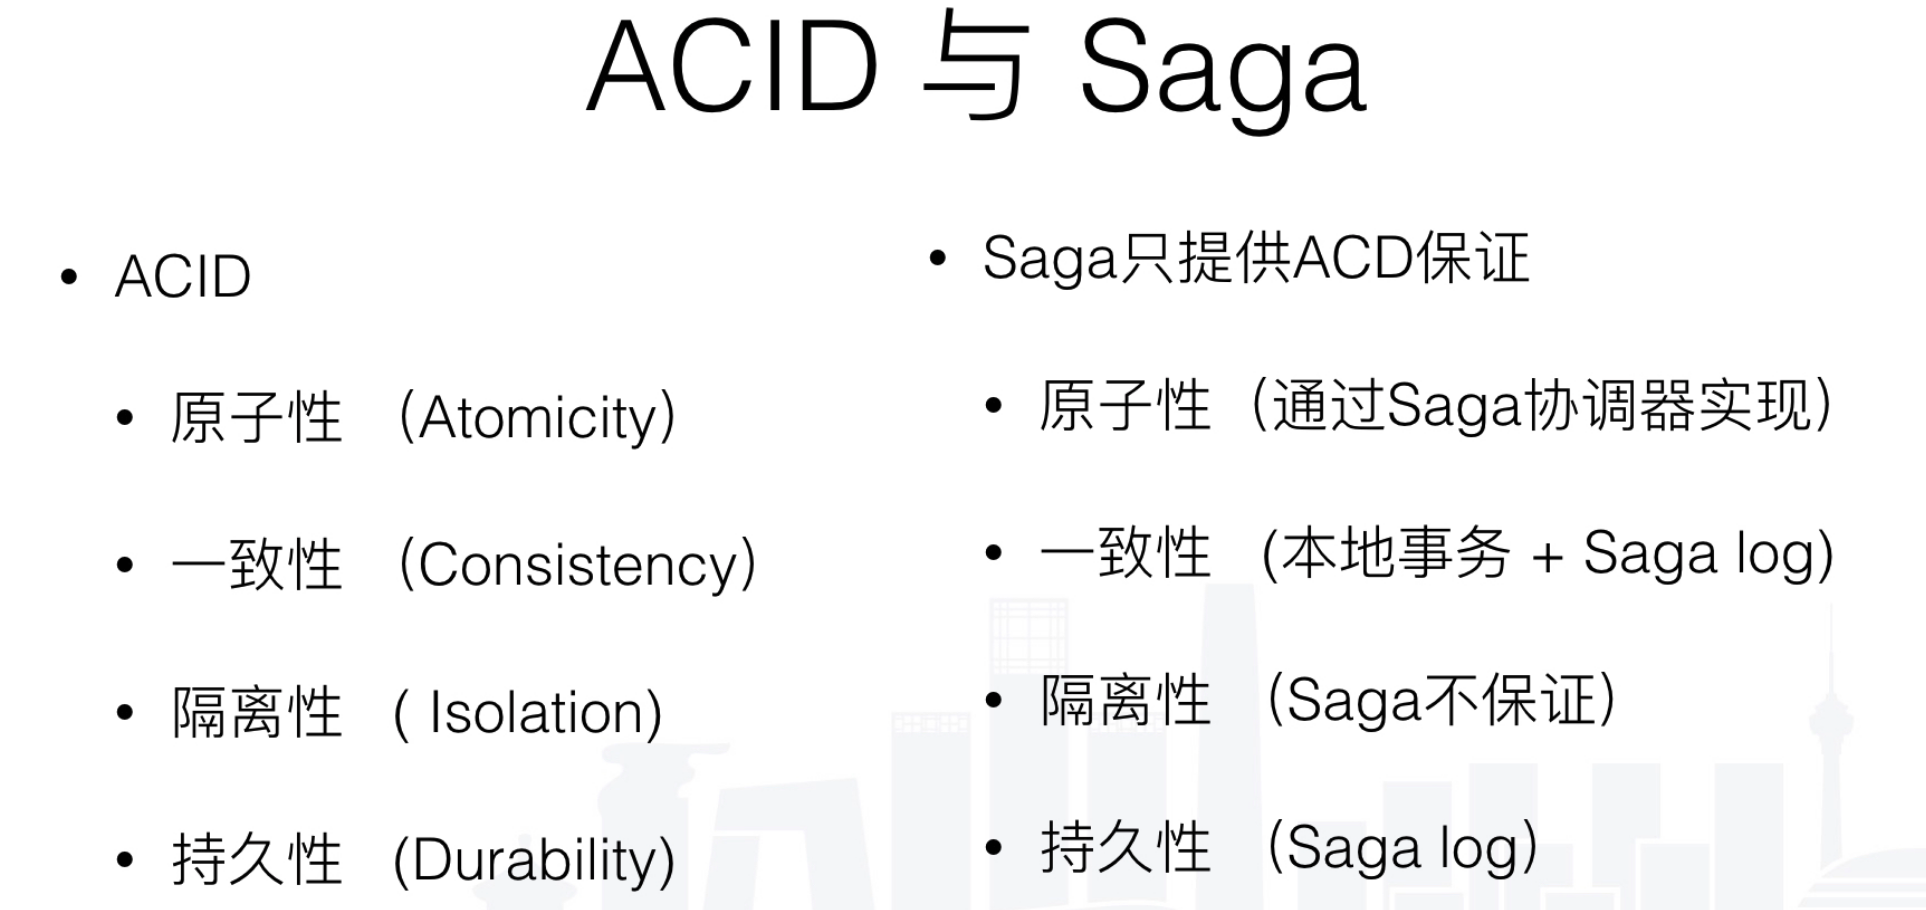 ACID 与 Saga
• ACID
• 原子性 （Atomicity）
• 一致性 （Consistency）
• 隔离性 ( Isolation)
• 持久性 (Durability)
• Saga只提供ACD保证
• 原子性（通过Saga协调器实现）
• 一致性 (本地事务 + Saga log)
• 隔离性 （Saga不保证）
• 持久性 （Saga log）